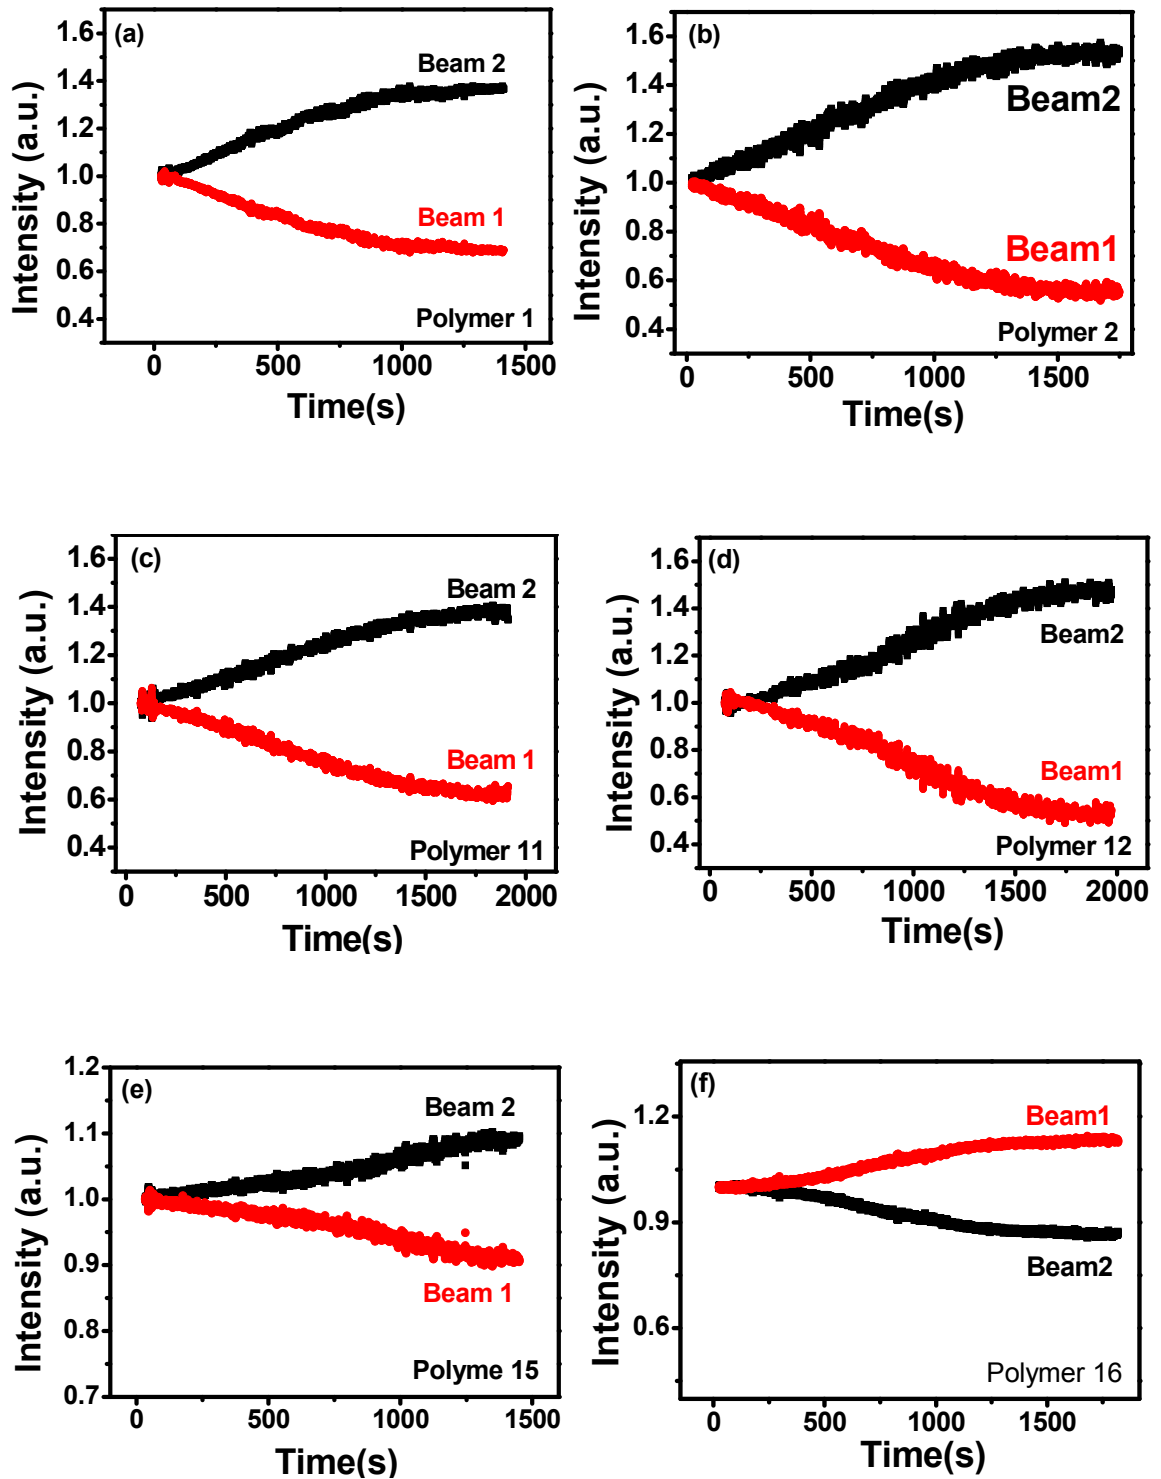 (a)
1.6
1.4
1.2
1.0
0.8
0.6
0.4
Intensity (a.u.)
Beam 2
Beam 1
Polymer 1
0 500 1000 1500
Time(s)
(b)
1.6
1.4
1.2
1.0
0.8
0.6
0.4
Intensity (a.u.)
Beam2
Beam1
Polymer 2
0 500 1000 1500
Time(s)
(c)
1.6
1.4
1.2
1.0
0.8
0.6
0.4
Intensity (a.u.)
Beam 2
Beam 1
Polymer 11
0 500 1000 1500 2000
Time(s)
(d)
1.6
1.4
1.2
1.0
0.8
0.6
0.4
Intensity (a.u.)
Beam2
Beam1
Polymer 12
0 500 1000 1500 2000
Time(s)
(e)
1.2
1.1
1.0
0.9
0.8
0.7
Intensity (a.u.)
Beam 2
Beam 1
Polyme 15
0 500 1000 1500
Time(s)
(f)
1.2
0.9
0.6
Intensity (a.u.)
Beam1
Beam2
Polymer 16
0 500 1000 1500
Time(s)